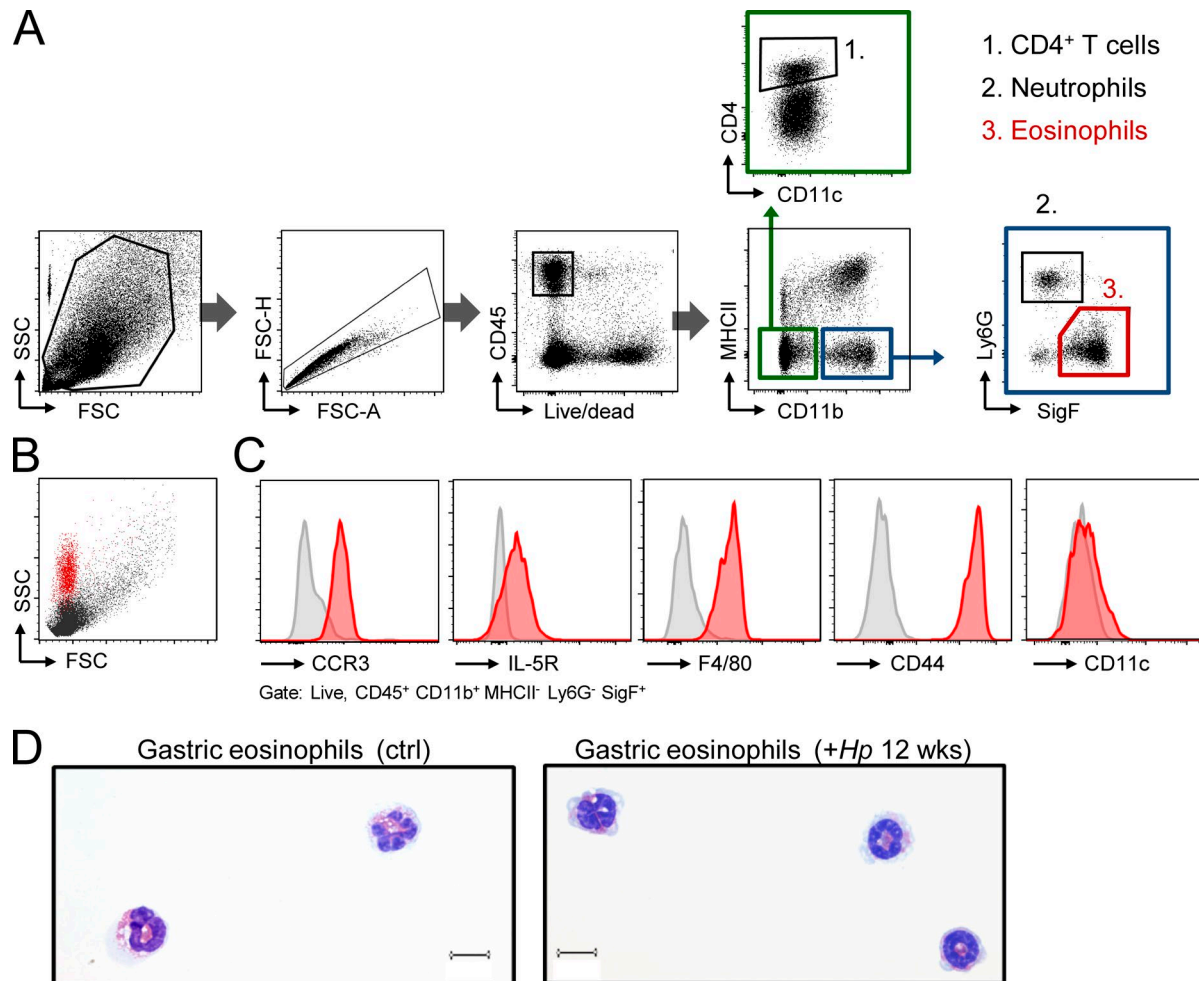 A
1.
CD4
CD11c
1. CD4+ T cells
2. Neutrophils
3. Eosinophils
SSC
FSC
FSC-H
FSC-A
CD45
Live/dead
MHCII
CD11b
2.
3.
Ly6G
SigF
B
SSC
FSC
C
CCR3
IL-5R
F4/80
CD44
CD11c
Gate: Live, CD45+ CD11b+ MHCII- Ly6G- SigF+
D
Gastric eosinophils (ctrl)
Gastric eosinophils (+Hp 12 wks)